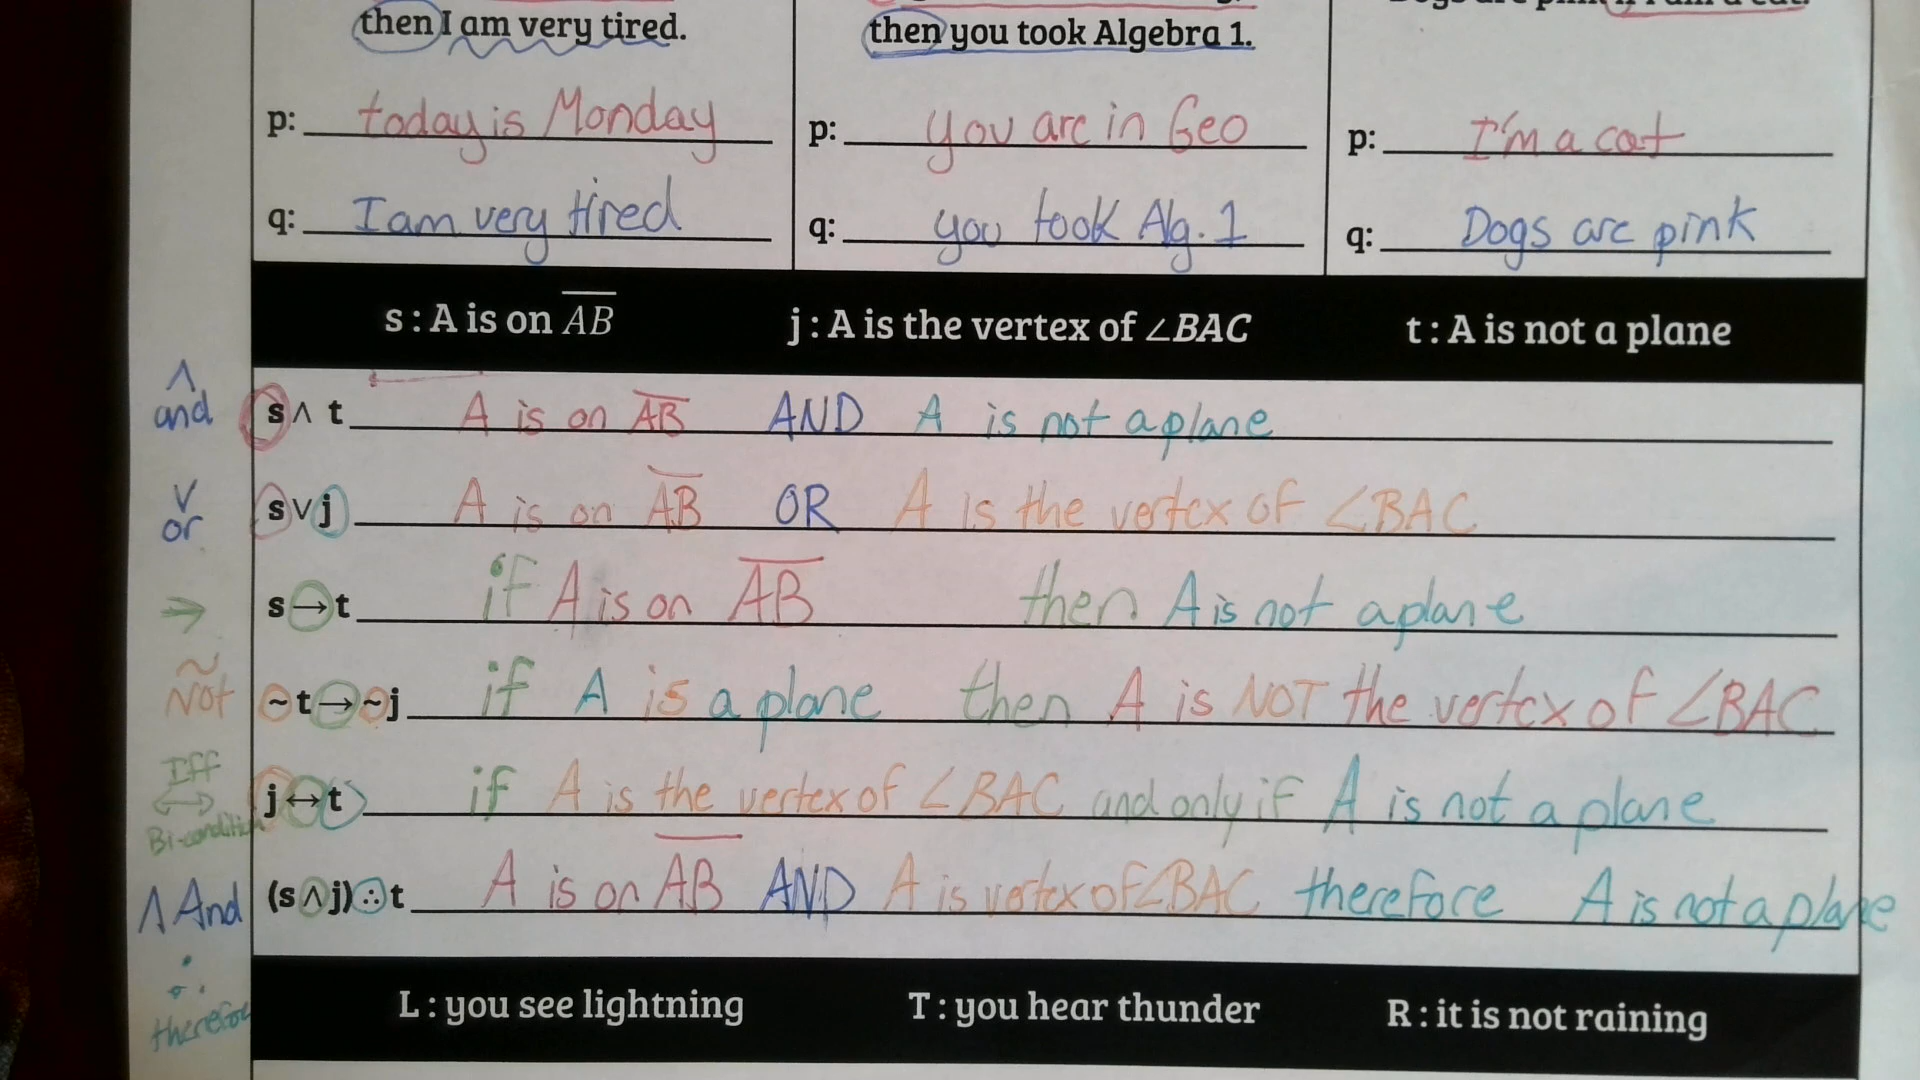 then I am very tired.
then you took Algebra 1.
p: today is Monday
p: you are in Geo
p: I'm a cat
q: I am very tired
q: you took Alg. 1
q: Dogs are pink
s : A is on AB
j : A is the vertex of ∠BAC
t : A is not a plane
∧
and
s ∧ t A is on AB AND A is not a plane
∨
or
s ∨ j A is on AB OR A is the vertex of ∠BAC
→
s → t if A is on AB then A is not a plane
~
Not
~t → ~j if A is a plane then A is NOT the vertex of ∠BAC
Iff
↔
Bi-condition
j ↔ t if A is the vertex of ∠BAC and only if A is not a plane
∧ And
(s ∧ j) ∴ t A is on AB AND A is vertex of ∠BAC therefore A is not a plane
∴
therefore
L : you see lightning
T : you hear thunder
R : it is not raining